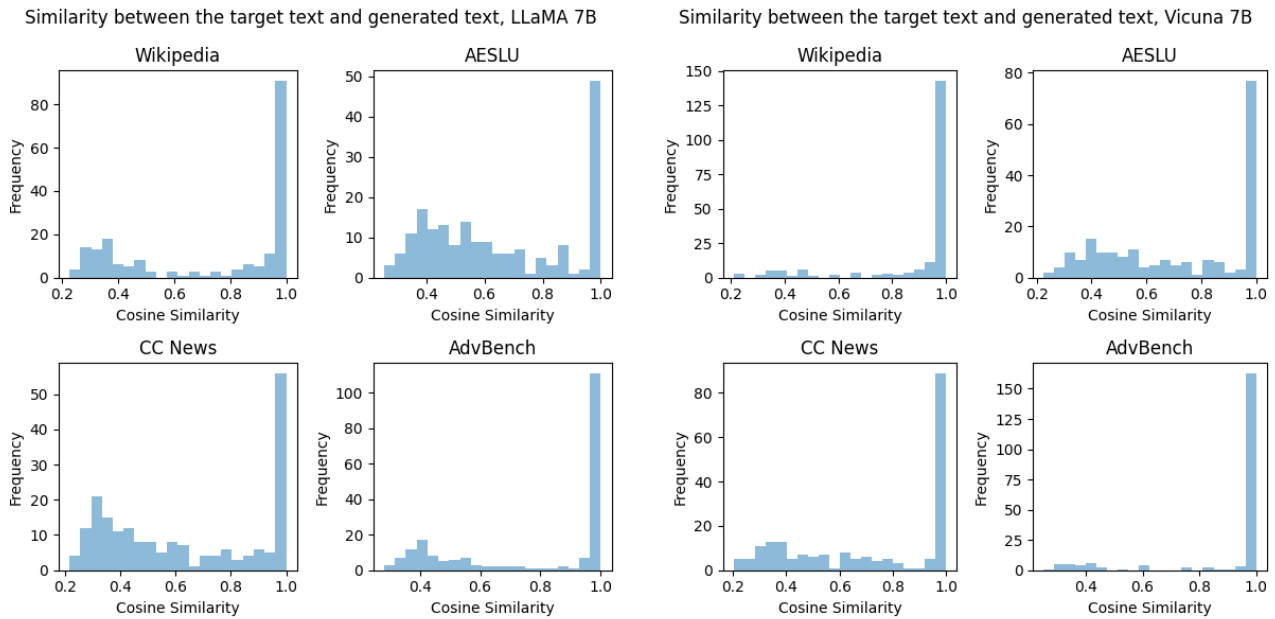 Similarity between the target text and generated text, LLaMA 7B
Wikipedia
Frequency
80
60
40
20
0
0.2 0.4 0.6 0.8 1.0
Cosine Similarity
AESLU
Frequency
50
40
30
20
10
0
0.4 0.6 0.8 1.0
Cosine Similarity
CC News
Frequency
50
40
30
20
10
0
0.2 0.4 0.6 0.8 1.0
Cosine Similarity
AdvBench
Frequency
100
80
60
40
20
0
0.4 0.6 0.8 1.0
Cosine Similarity
Similarity between the target text and generated text, Vicuna 7B
Wikipedia
Frequency
150
125
100
75
50
25
0
0.2 0.4 0.6 0.8 1.0
Cosine Similarity
AESLU
Frequency
80
60
40
20
0
0.2 0.4 0.6 0.8 1.0
Cosine Similarity
CC News
Frequency
80
60
40
20
0
0.2 0.4 0.6 0.8 1.0
Cosine Similarity
AdvBench
Frequency
150
125
100
75
50
25
0
0.4 0.6 0.8 1.0
Cosine Similarity